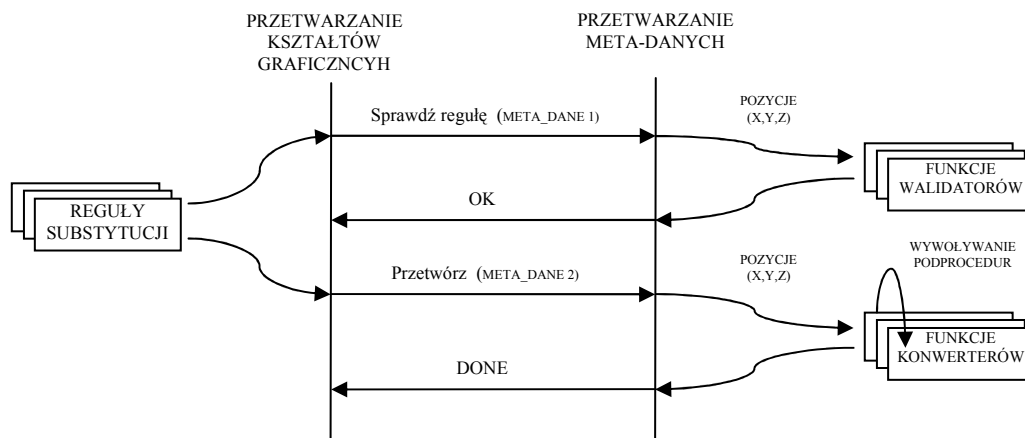 PRZETWARZANIE
KSZTAŁTÓW
GRAFICZNCYH
PRZETWARZANIE
META-DANYCH
Sprawdź regułę (META_DANE 1)
POZYCJE
(X,Y,Z)
FUNKCJE
WALIDATORÓW
OK
REGUŁY
SUBSTYTUCJI
Przetwórz (META_DANE 2)
POZYCJE
(X,Y,Z)
WYWOŁYWANIE
PODPROCEDUR
FUNKCJE
KONWERTERÓW
DONE